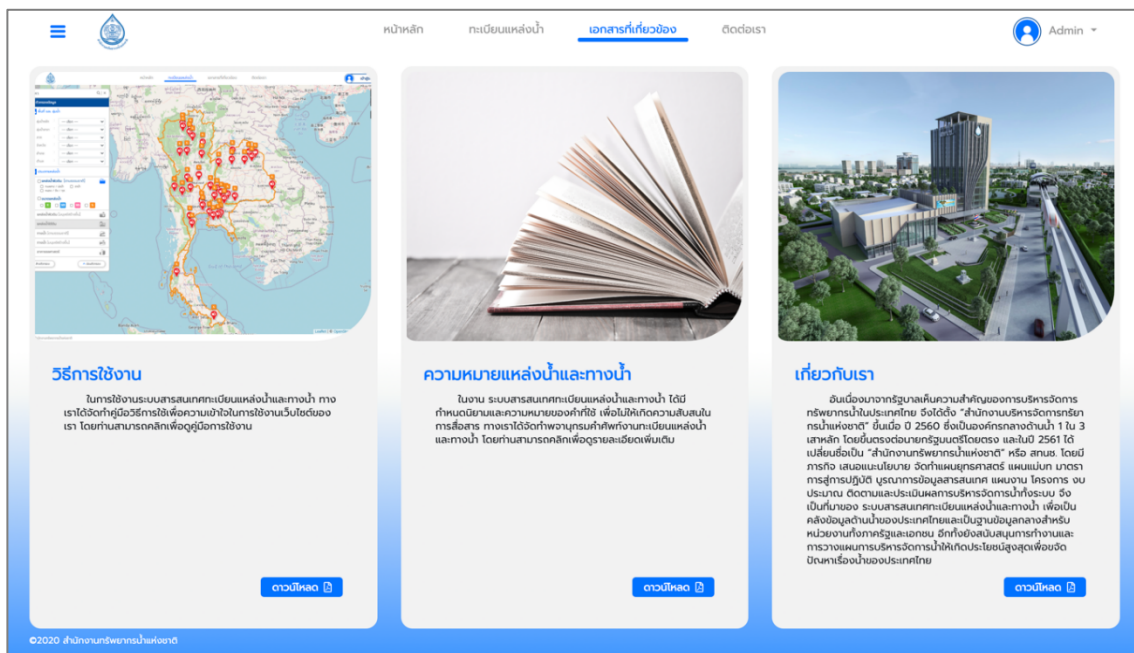 หน้าหลัก
ทะเบียนแหล่งน้ำ
เอกสารที่เกี่ยวข้อง
ติดต่อเรา
Admin
วิธีการใช้งาน
ในการใช้งานระบบสารสนเทศทะเบียนแหล่งน้ำและทางน้ำ ทาง
เราได้จัดทำคู่มือวิธีการใช้เพื่อความเข้าใจในการใช้งานเว็บไซต์ของ
เรา โดยท่านสามารถคลิกเพื่อดูคู่มือการใช้งาน
ดาวน์โหลด
ความหมายแหล่งน้ำและทางน้ำ
ในงาน ระบบสารสนเทศทะเบียนแหล่งน้ำและทางน้ำ ได้มี
กำหนดนิยามและความหมายของคำที่ใช้ เพื่อไม่ให้เกิดความสับสนใน
การสื่อสาร ทางเราได้จัดทำพจานุกรมคำศัพท์งานทะเบียนแหล่งน้ำ
และทางน้ำ โดยท่านสามารถคลิกเพื่อดูรายละเอียดเพิ่มเติม
ดาวน์โหลด
เกี่ยวกับเรา
อันเนื่องมาจากรัฐบาลเห็นความสำคัญของการบริหารจัดการ
ทรัพยากรน้ำในประเทศไทย จึงได้ตั้ง "สำนักงานบริหารจัดการทรัยา
กรน้ำแห่งชาติ" ขึ้นเมื่อ ปี 2560 ซึ่งเป็นองค์กรกลางด้านน้ำ 1 ใน 3
เสาหลัก โดยขึ้นตรงต่อนายกรัฐมนตรีโดยตรง และในปี 2561 ได้
เปลี่ยนชื่อเป็น "สำนักงานทรัพยากรน้ำแห่งชาติ" หรือ สทนช. โดยมี
ภารกิจ เสนอแนะนโยบาย จัดทำแผนยุทธศาสตร์ แผนแม่บท มาตรา
การสู่การปฏิบัติ บูรณาการข้อมูลสารสนเทศ แผนงาน โครงการ งบ
ประมาณ ติดตามและประเมินผลการบริหารจัดการน้ำทั้งระบบ จึง
เป็นที่มาของ ระบบสารสนเทศทะเบียนแหล่งน้ำและทางน้ำ เพื่อเป็น
คลังข้อมูลด้านน้ำของประเทศไทยและเป็นฐานข้อมูลกลางสำหรับ
หน่วยงานทั้งภาครัฐและเอกชน อีกทั้งยังสนับสนุนการทำงานและ
การวางแผนการบริหารจัดการน้ำให้เกิดประโยชน์สูงสุดเพื่อขจัด
ปัญหาเรื่องน้ำของประเทศไทย
ดาวน์โหลด
©2020 สำนักงานทรัพยากรน้ำแห่งชาติ